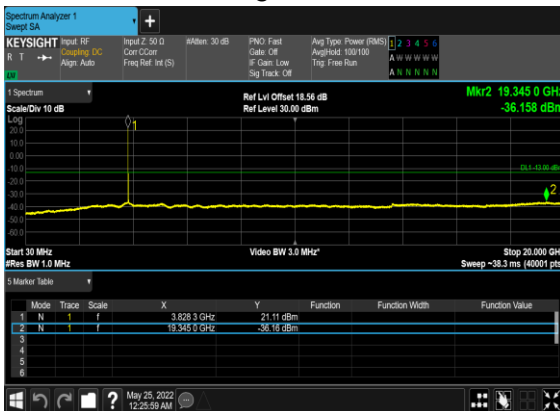 Spectrum Analyzer 1
Swept SA
KEYSIGHT
R T
LV
Input: RF
Coupling: DC
Align: Auto
Input Z: 50 Ω
Corr CCorr
Freq Ref: Int (S)
#Atten: 30 dB
PNO: Fast
Gate: Off
IF Gain: Low
Sig Track: Off
Avg Type: Power (RMS)
Avg|Hold: 100/100
Trig: Free Run
1 2 3 4 5 6
A W W W W W
A N N N N N
1 Spectrum
Scale/Div 10 dB
Ref Lvl Offset 18.56 dB
Ref Level 30.00 dBm
Mkr2 19.345 0 GHz
-36.158 dBm
Log
20.0
10.0
0.00
-10.0
-20.0
-30.0
-40.0
-50.0
-60.0
1
DL1 -13.00 dBm
2
Start 30 MHz
#Res BW 1.0 MHz
Video BW 3.0 MHz*
Stop 20.000 GH
Sweep ~38.3 ms (40001 pts
5 Marker Table
Mode Trace Scale X Y Function Function Width Function Value
1 N 1 f 3.828 3 GHz 21.11 dBm
2 N 1 f 19.345 0 GHz -36.16 dBm
3
4
5
6
?
May 25, 2022
12:25:59 AM